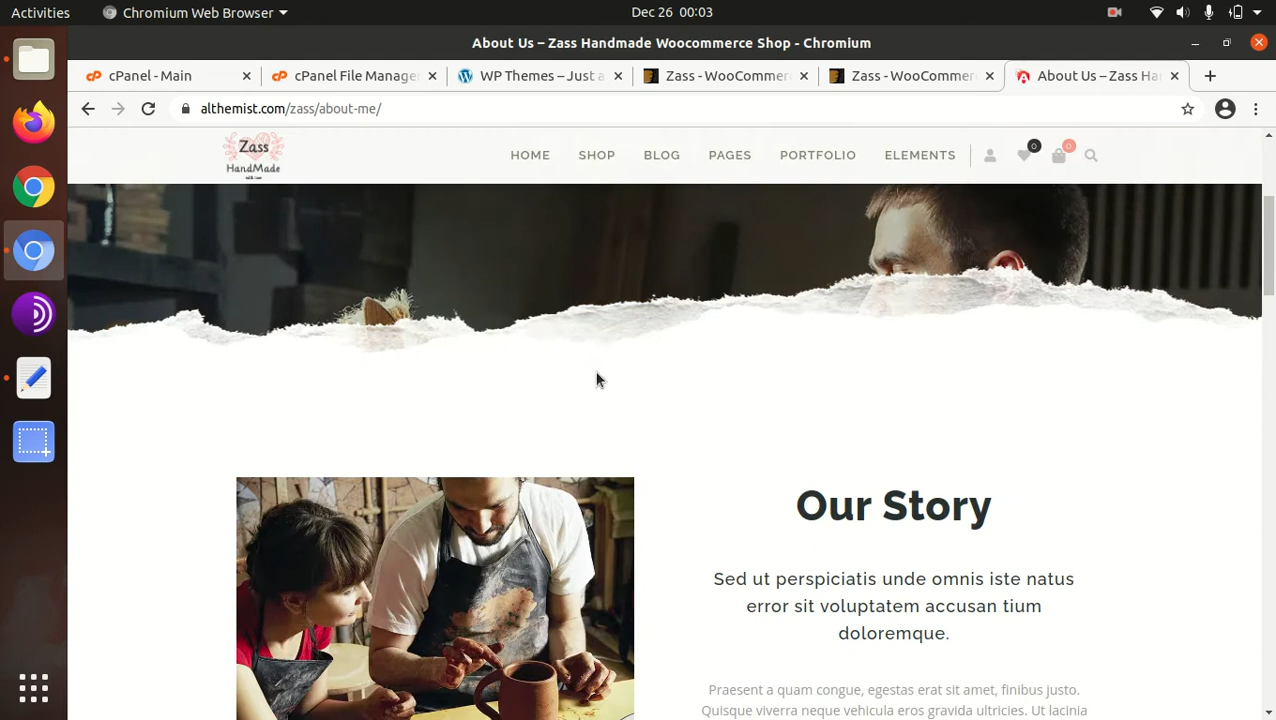 Activities
Chromium Web Browser
Dec 26 00:03
About Us – Zass Handmade Woocommerce Shop - Chromium
cPanel - Main
cPanel File Manage
WP Themes – Just a
Zass - WooCommer
Zass - WooCommer
About Us – Zass Ha
althemist.com/zass/about-me/
Zass
HanDMade
HOME
SHOP
BLOG
PAGES
PORTFOLIO
ELEMENTS
0
0
Our Story
Sed ut perspiciatis unde omnis iste natus
error sit voluptatem accusan tium
doloremque.
Praesent a quam congue, egestas erat sit amet, finibus justo.
Quisque viverra neque vehicula eros gravida ultricies. Ut lacinia